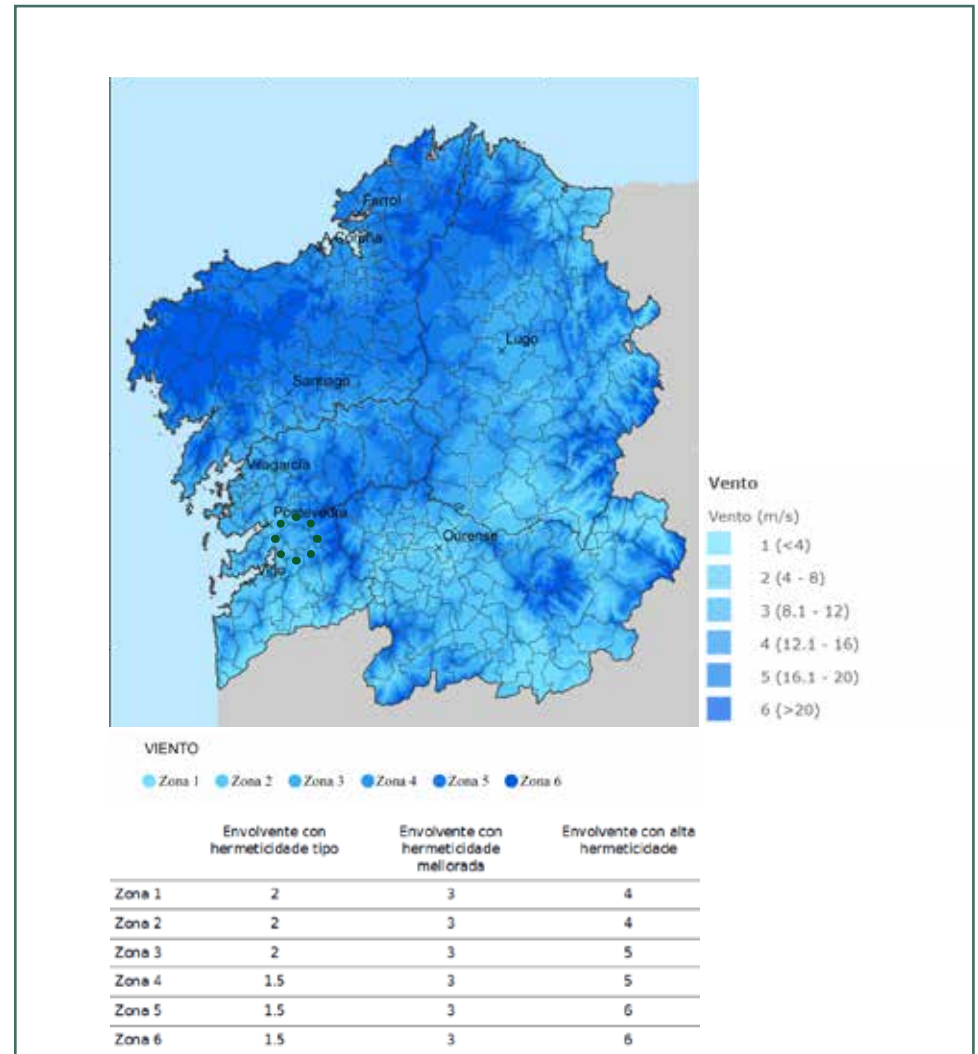 Ferrol
A Coruña
Lugo
Santiago
Vilagarcía
Pontevedra
Ourense
Vigo
Vento
Vento (m/s)
1 (<4)
2 (4 - 8)
3 (8.1 - 12)
4 (12.1 - 16)
5 (16.1 - 20)
6 (>20)
VIENTO
Zona 1 Zona 2 Zona 3 Zona 4 Zona 5 Zona 6
Envolvente con Envolvente con Envolvente con alta
hermeticidade tipo hermeticidade hermeticidade
mellorada
Zona 1 2 3 4
Zona 2 2 3 4
Zona 3 2 3 5
Zona 4 1.5 3 5
Zona 5 1.5 3 6
Zona 6 1.5 3 6